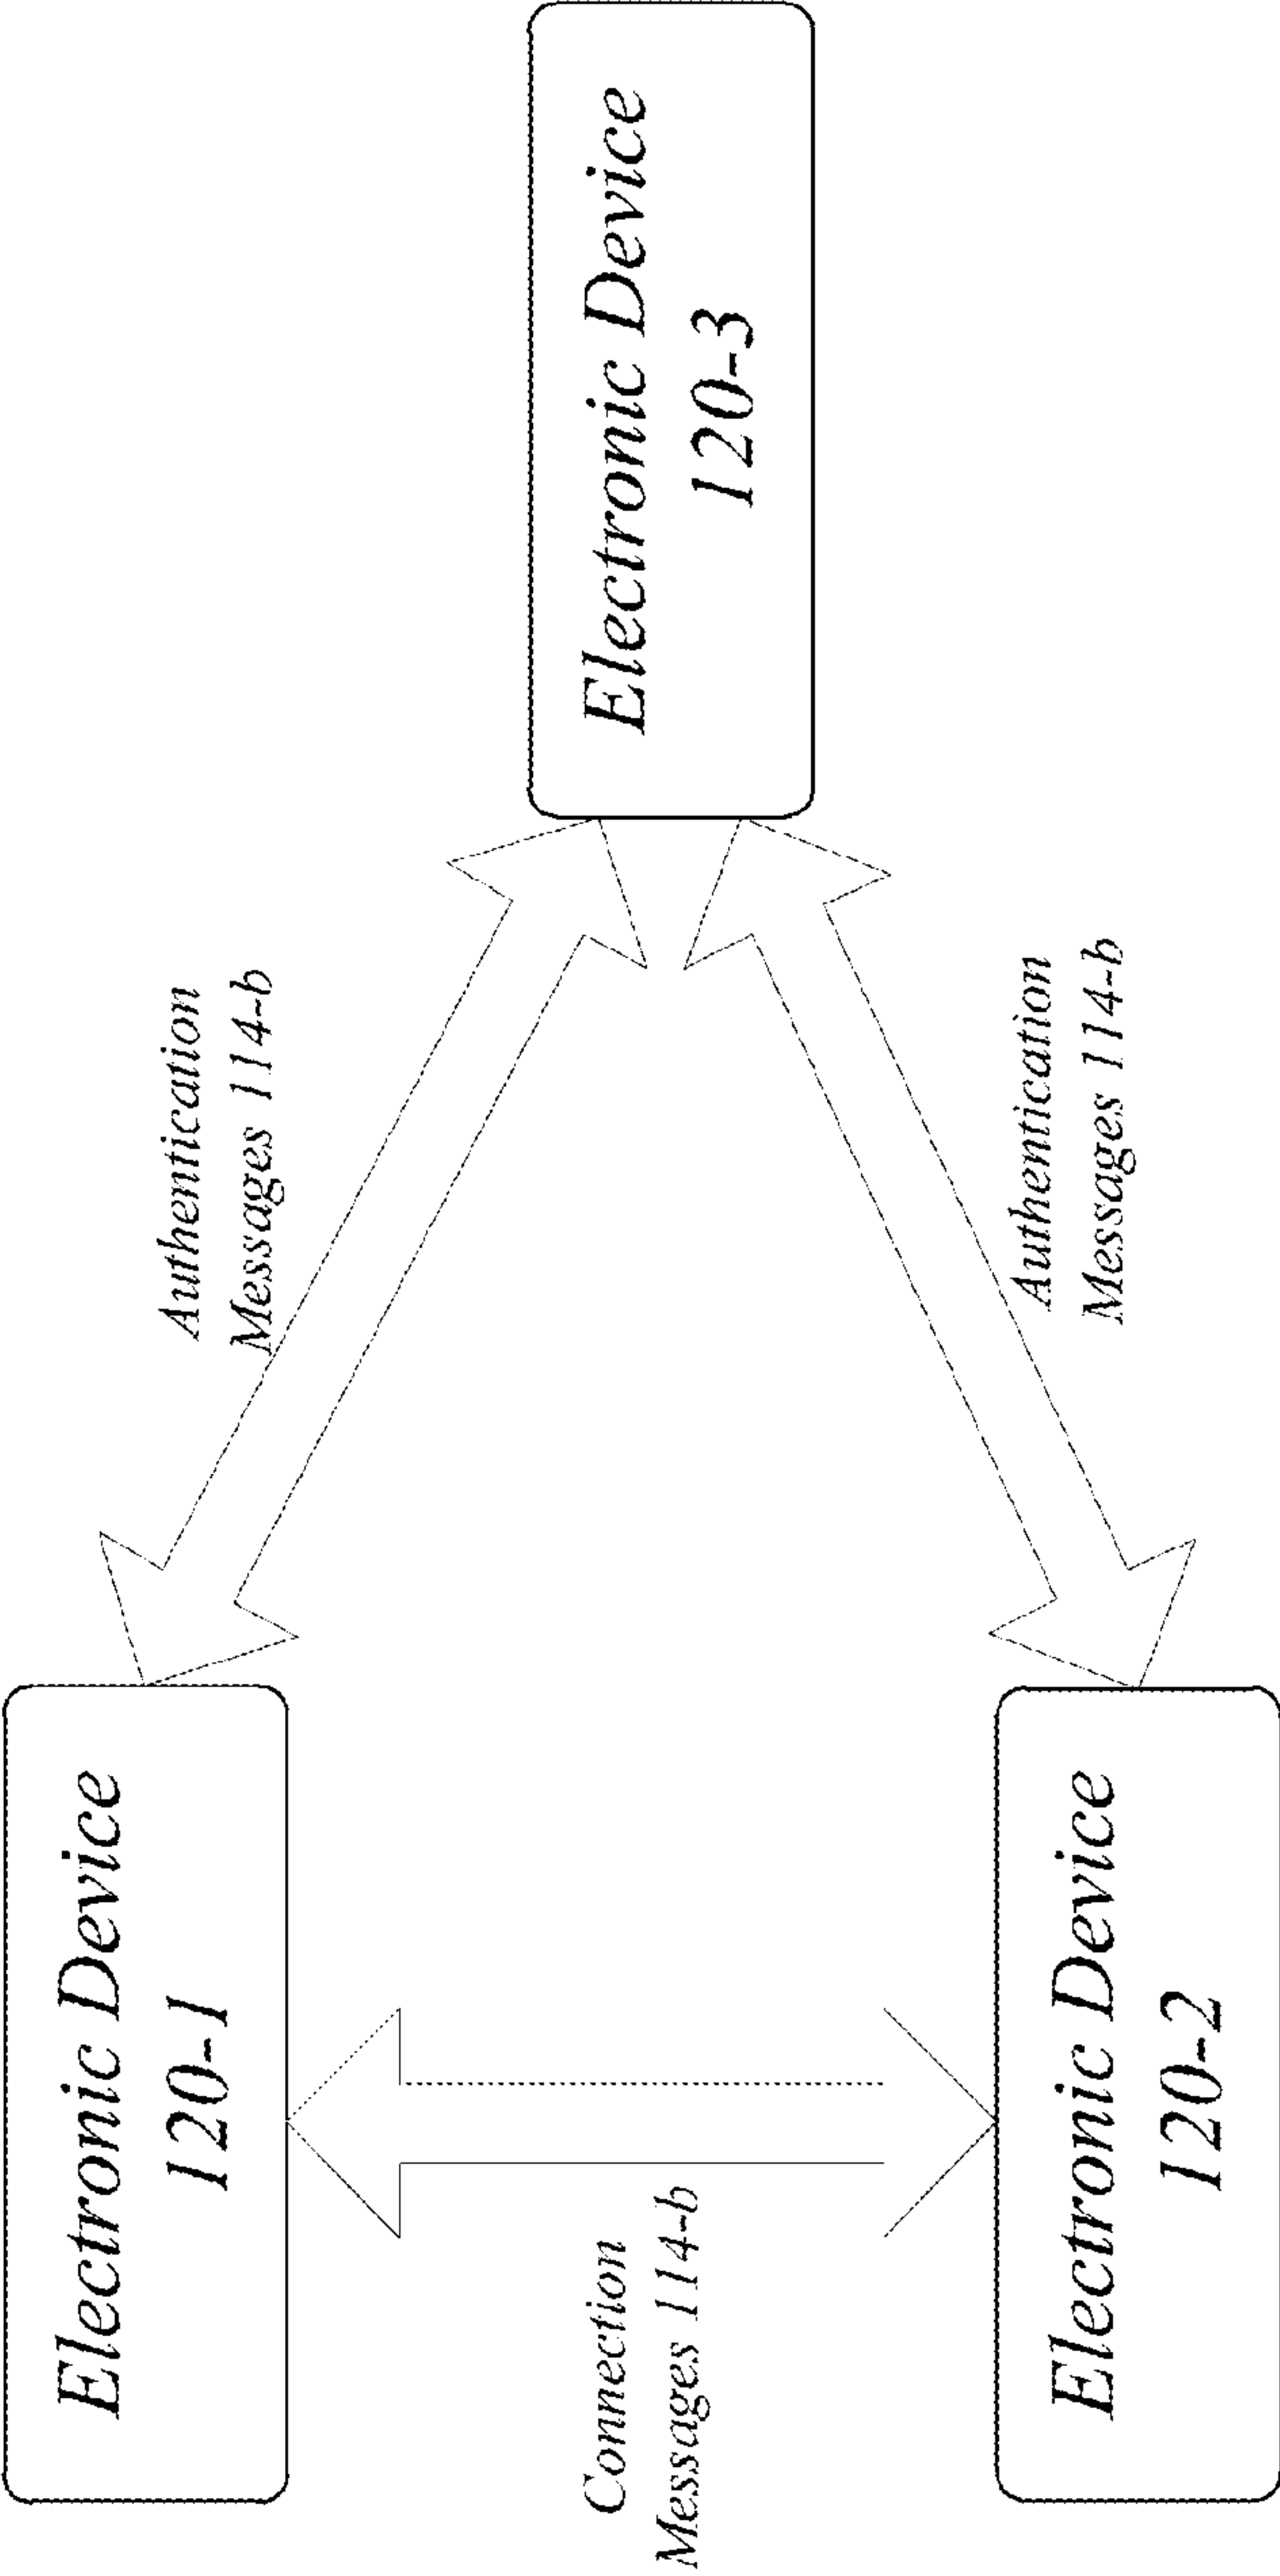 Electronic Device
120-1
Authentication
Messages 114-b
Connection
Messages 114-b
Electronic Device
120-3
Authentication
Messages 114-b
Electronic Device
120-2